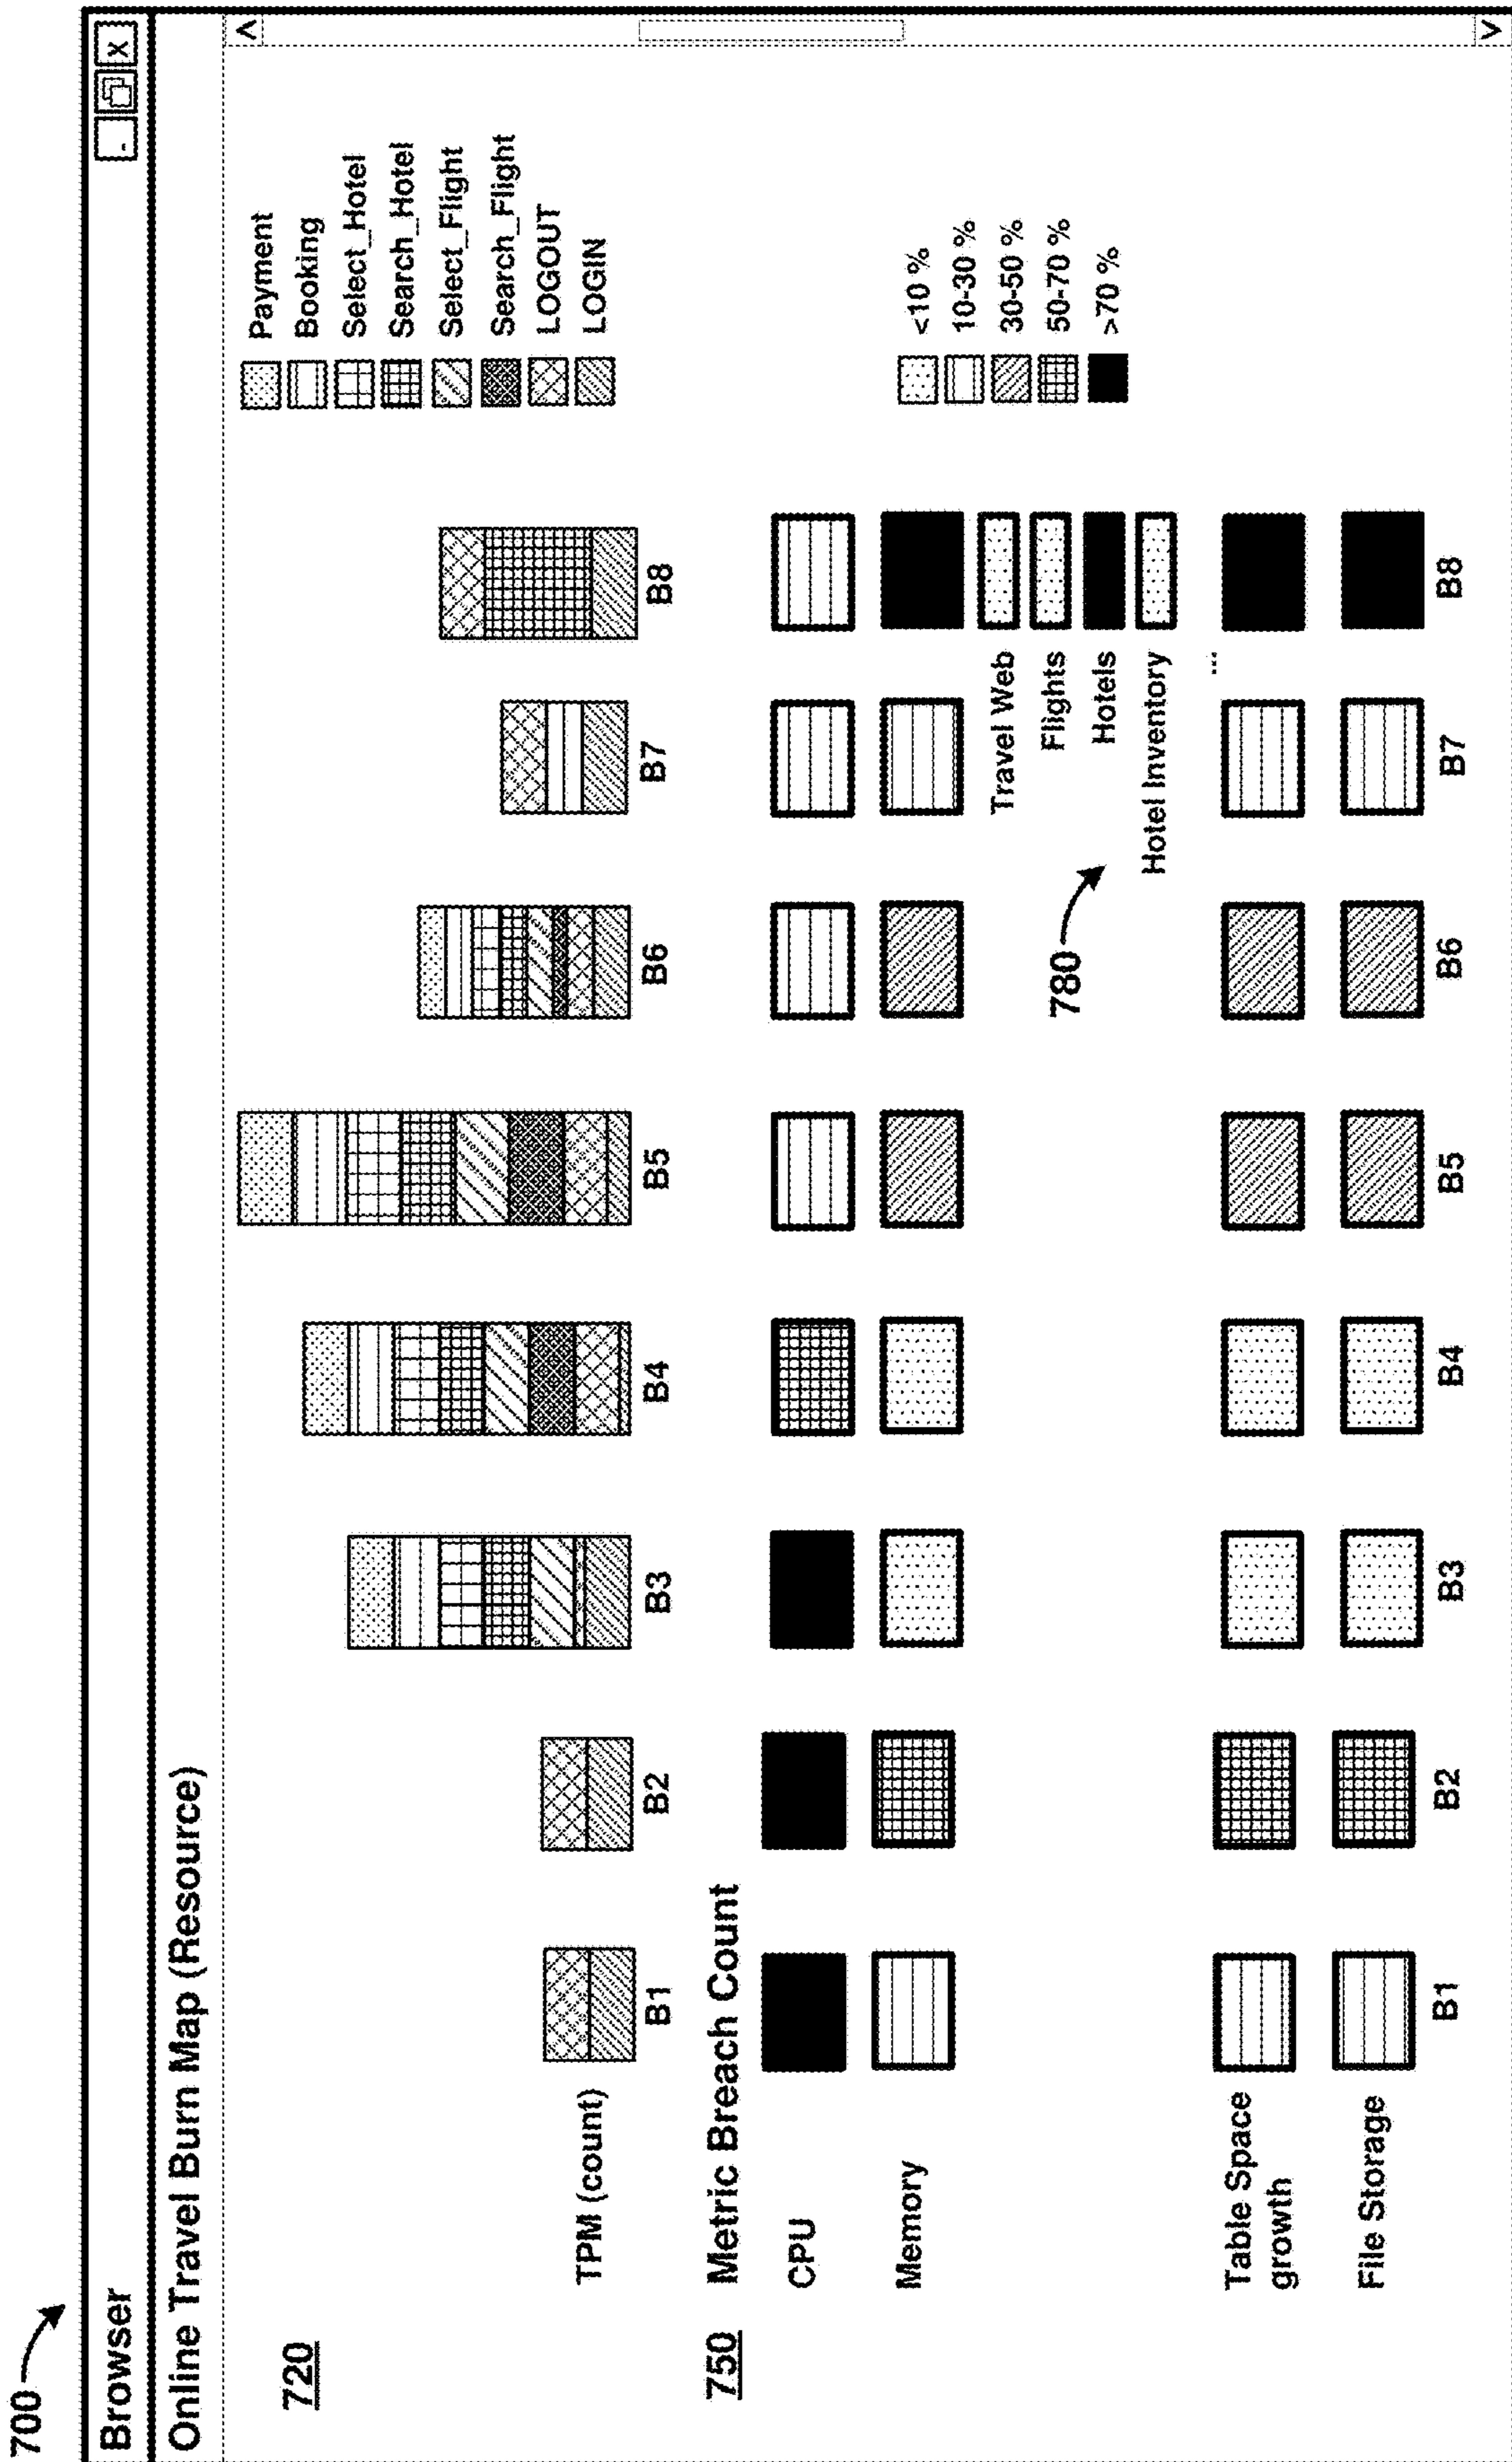 700
Browser
- x
Online Travel Burn Map (Resource)
720
Payment
Booking
Select_Hotel
Search_Hotel
Select_Flight
Search_Flight
LOGOUT
LOGIN
TPM (count)
B1 B2 B3 B4 B5 B6 B7 B8
750 Metric Breach Count
CPU
Memory
<10 %
10-30 %
30-50 %
50-70 %
>70 %
Travel Web
Flights
Hotels
Hotel Inventory
...
780
Table Space
growth
File Storage
B1 B2 B3 B4 B5 B6 B7 B8